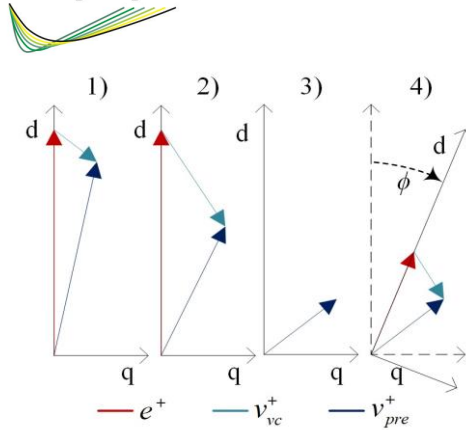 1) 2) 3) 4)
d d d d
ϕ
q q q q
e⁺ v⁺vc v⁺pre